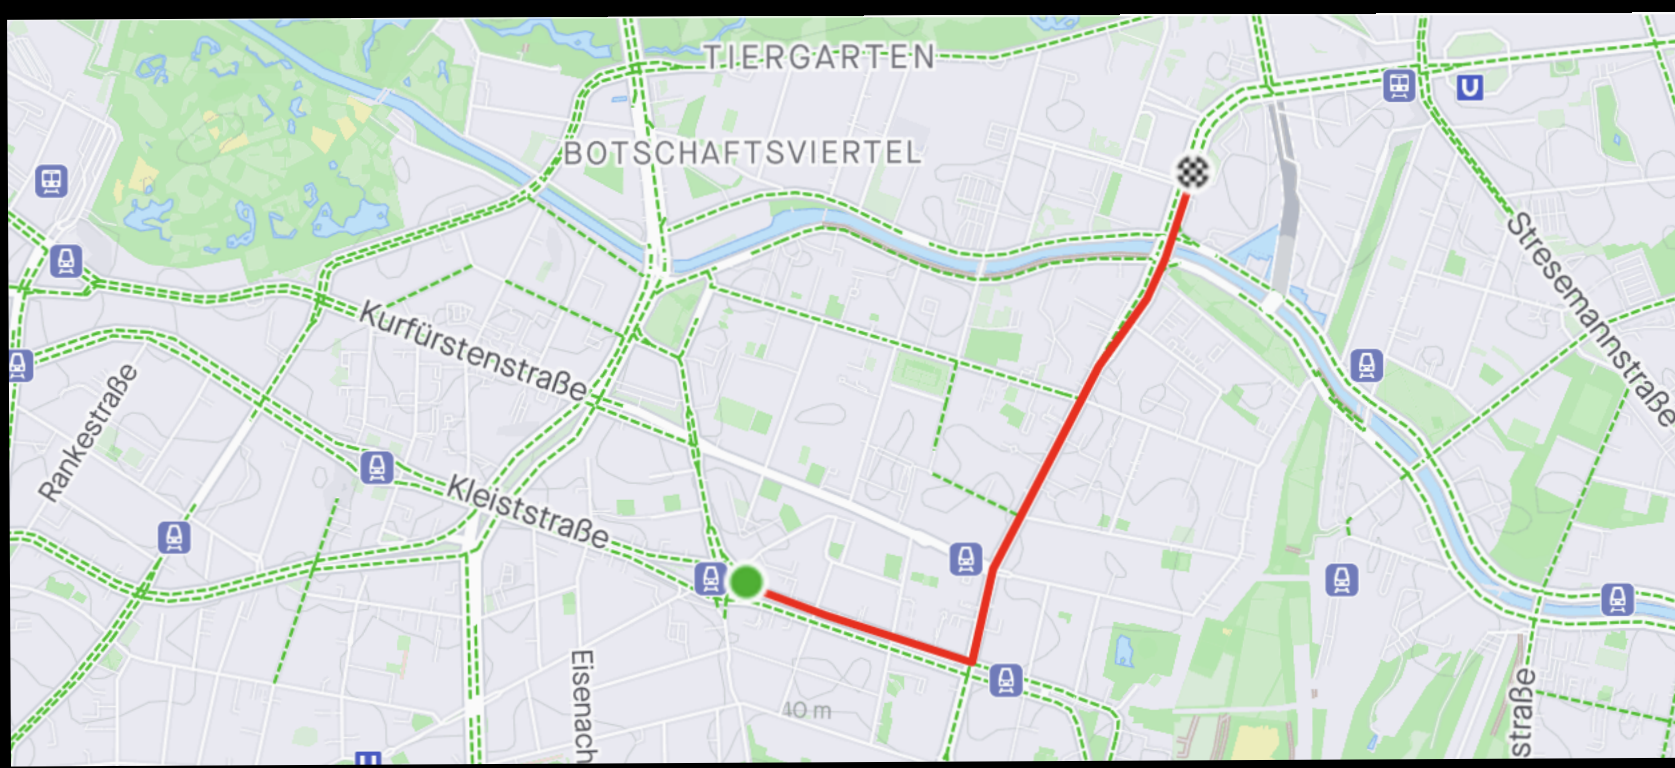 TIERGARTEN
U
BOTSCHAFTSVIERTEL
Stresemannstraße
Kurfürstenstraße
Rankestraße
Kleiststraße
Eisenach
straße
40 m